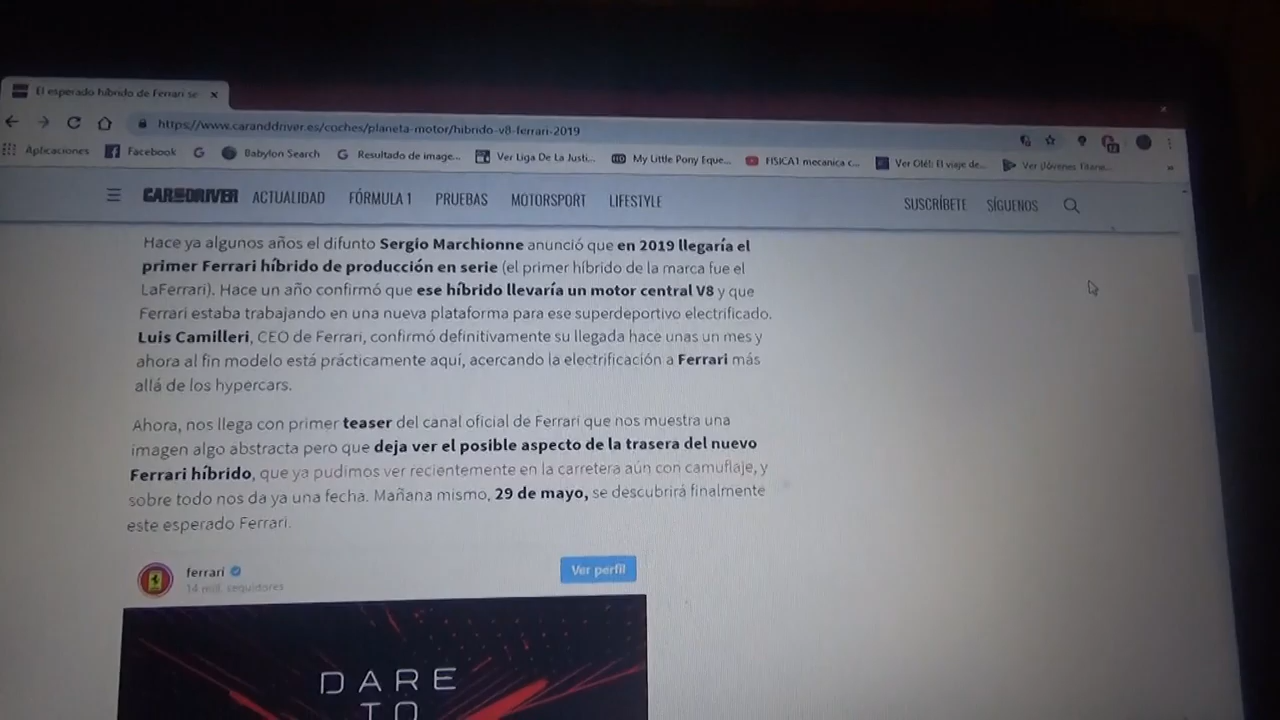 El esperado híbrido de Ferrari se
https://www.caranddriver.es/coches/planeta-motor/hibrido-v8-ferrari-2019
Aplicaciones Facebook Babylon Search Resultado de image... Ver Liga De La Justi... My Little Pony Eque... FISICA1 mecanica c... Ver Olé!: El viaje de... Ver ¡Jóvenes Titane...
CAR AND DRIVER ACTUALIDAD FÓRMULA 1 PRUEBAS MOTORSPORT LIFESTYLE SUSCRÍBETE SÍGUENOS
Hace ya algunos años el difunto Sergio Marchionne anunció que en 2019 llegaría el
primer Ferrari híbrido de producción en serie (el primer híbrido de la marca fue el
LaFerrari). Hace un año confirmó que ese híbrido llevaría un motor central V8 y que
Ferrari estaba trabajando en una nueva plataforma para ese superdeportivo electrificado.
Luis Camilleri, CEO de Ferrari, confirmó definitivamente su llegada hace unas un mes y
ahora al fin modelo está prácticamente aquí, acercando la electrificación a Ferrari más
allá de los hypercars.
Ahora, nos llega con primer teaser del canal oficial de Ferrari que nos muestra una
imagen algo abstracta pero que deja ver el posible aspecto de la trasera del nuevo
Ferrari híbrido, que ya pudimos ver recientemente en la carretera aún con camuflaje, y
sobre todo nos da ya una fecha. Mañana mismo, 29 de mayo, se descubrirá finalmente
este esperado Ferrari.
ferrari
14 mill. seguidores
Ver perfil
DARE
TO